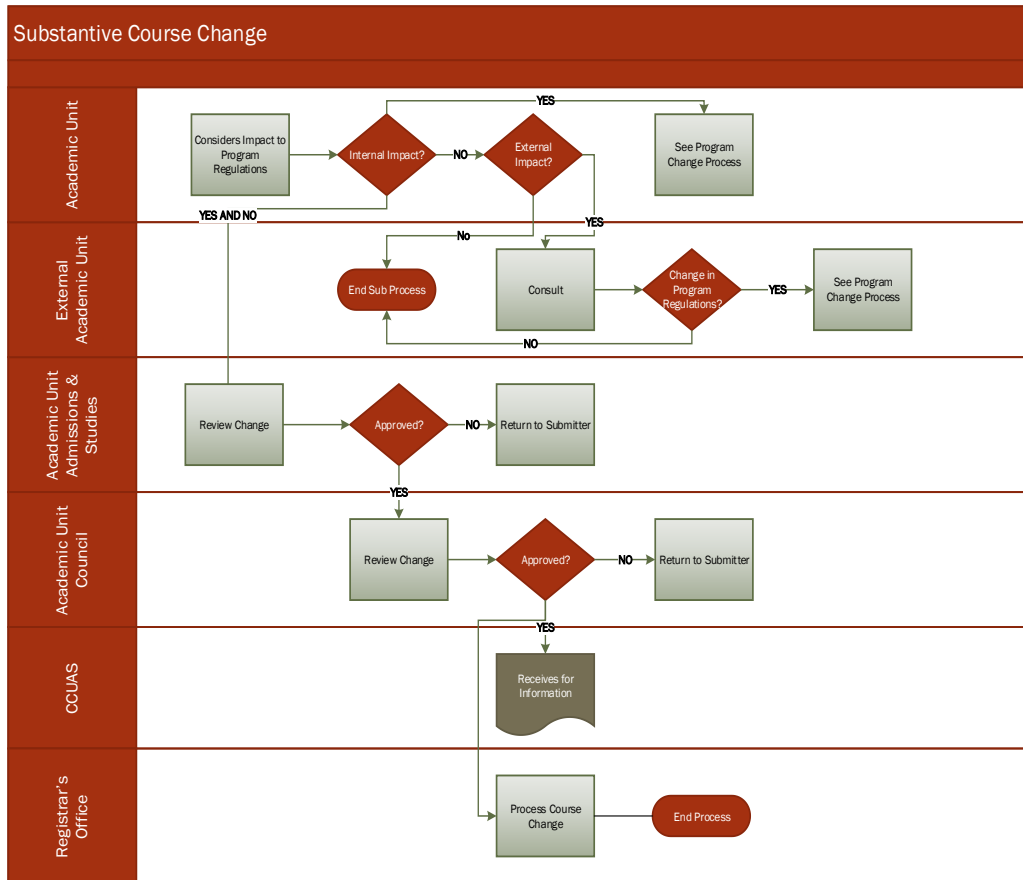 Substantive Course Change
Academic Unit
Considers Impact to
Program
Regulations
Internal Impact?
NO
External
Impact?
YES
See Program
Change Process
YES AND NO
External
Academic Unit
No
YES
End Sub Process
Consult
Change in
Program
Regulations?
YES
See Program
Change Process
NO
Academic Unit
Admissions &
Studies
Review Change
Approved?
NO
Return to Submitter
YES
Academic Unit
Council
Review Change
Approved?
NO
Return to Submitter
YES
CCUAS
Receives for
Information
Registrar's
Office
Process Course
Change
End Process